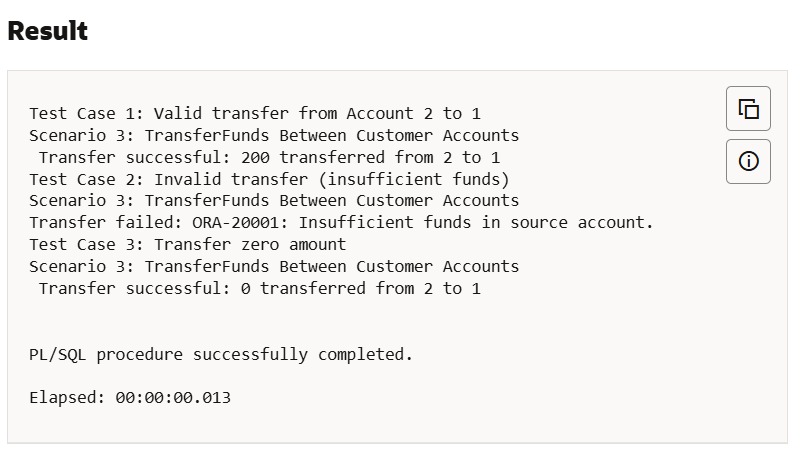 Result
Test Case 1: Valid transfer from Account 2 to 1
Scenario 3: TransferFunds Between Customer Accounts
 Transfer successful: 200 transferred from 2 to 1
Test Case 2: Invalid transfer (insufficient funds)
Scenario 3: TransferFunds Between Customer Accounts
Transfer failed: ORA-20001: Insufficient funds in source account.
Test Case 3: Transfer zero amount
Scenario 3: TransferFunds Between Customer Accounts
 Transfer successful: 0 transferred from 2 to 1
PL/SQL procedure successfully completed.
Elapsed: 00:00:00.013